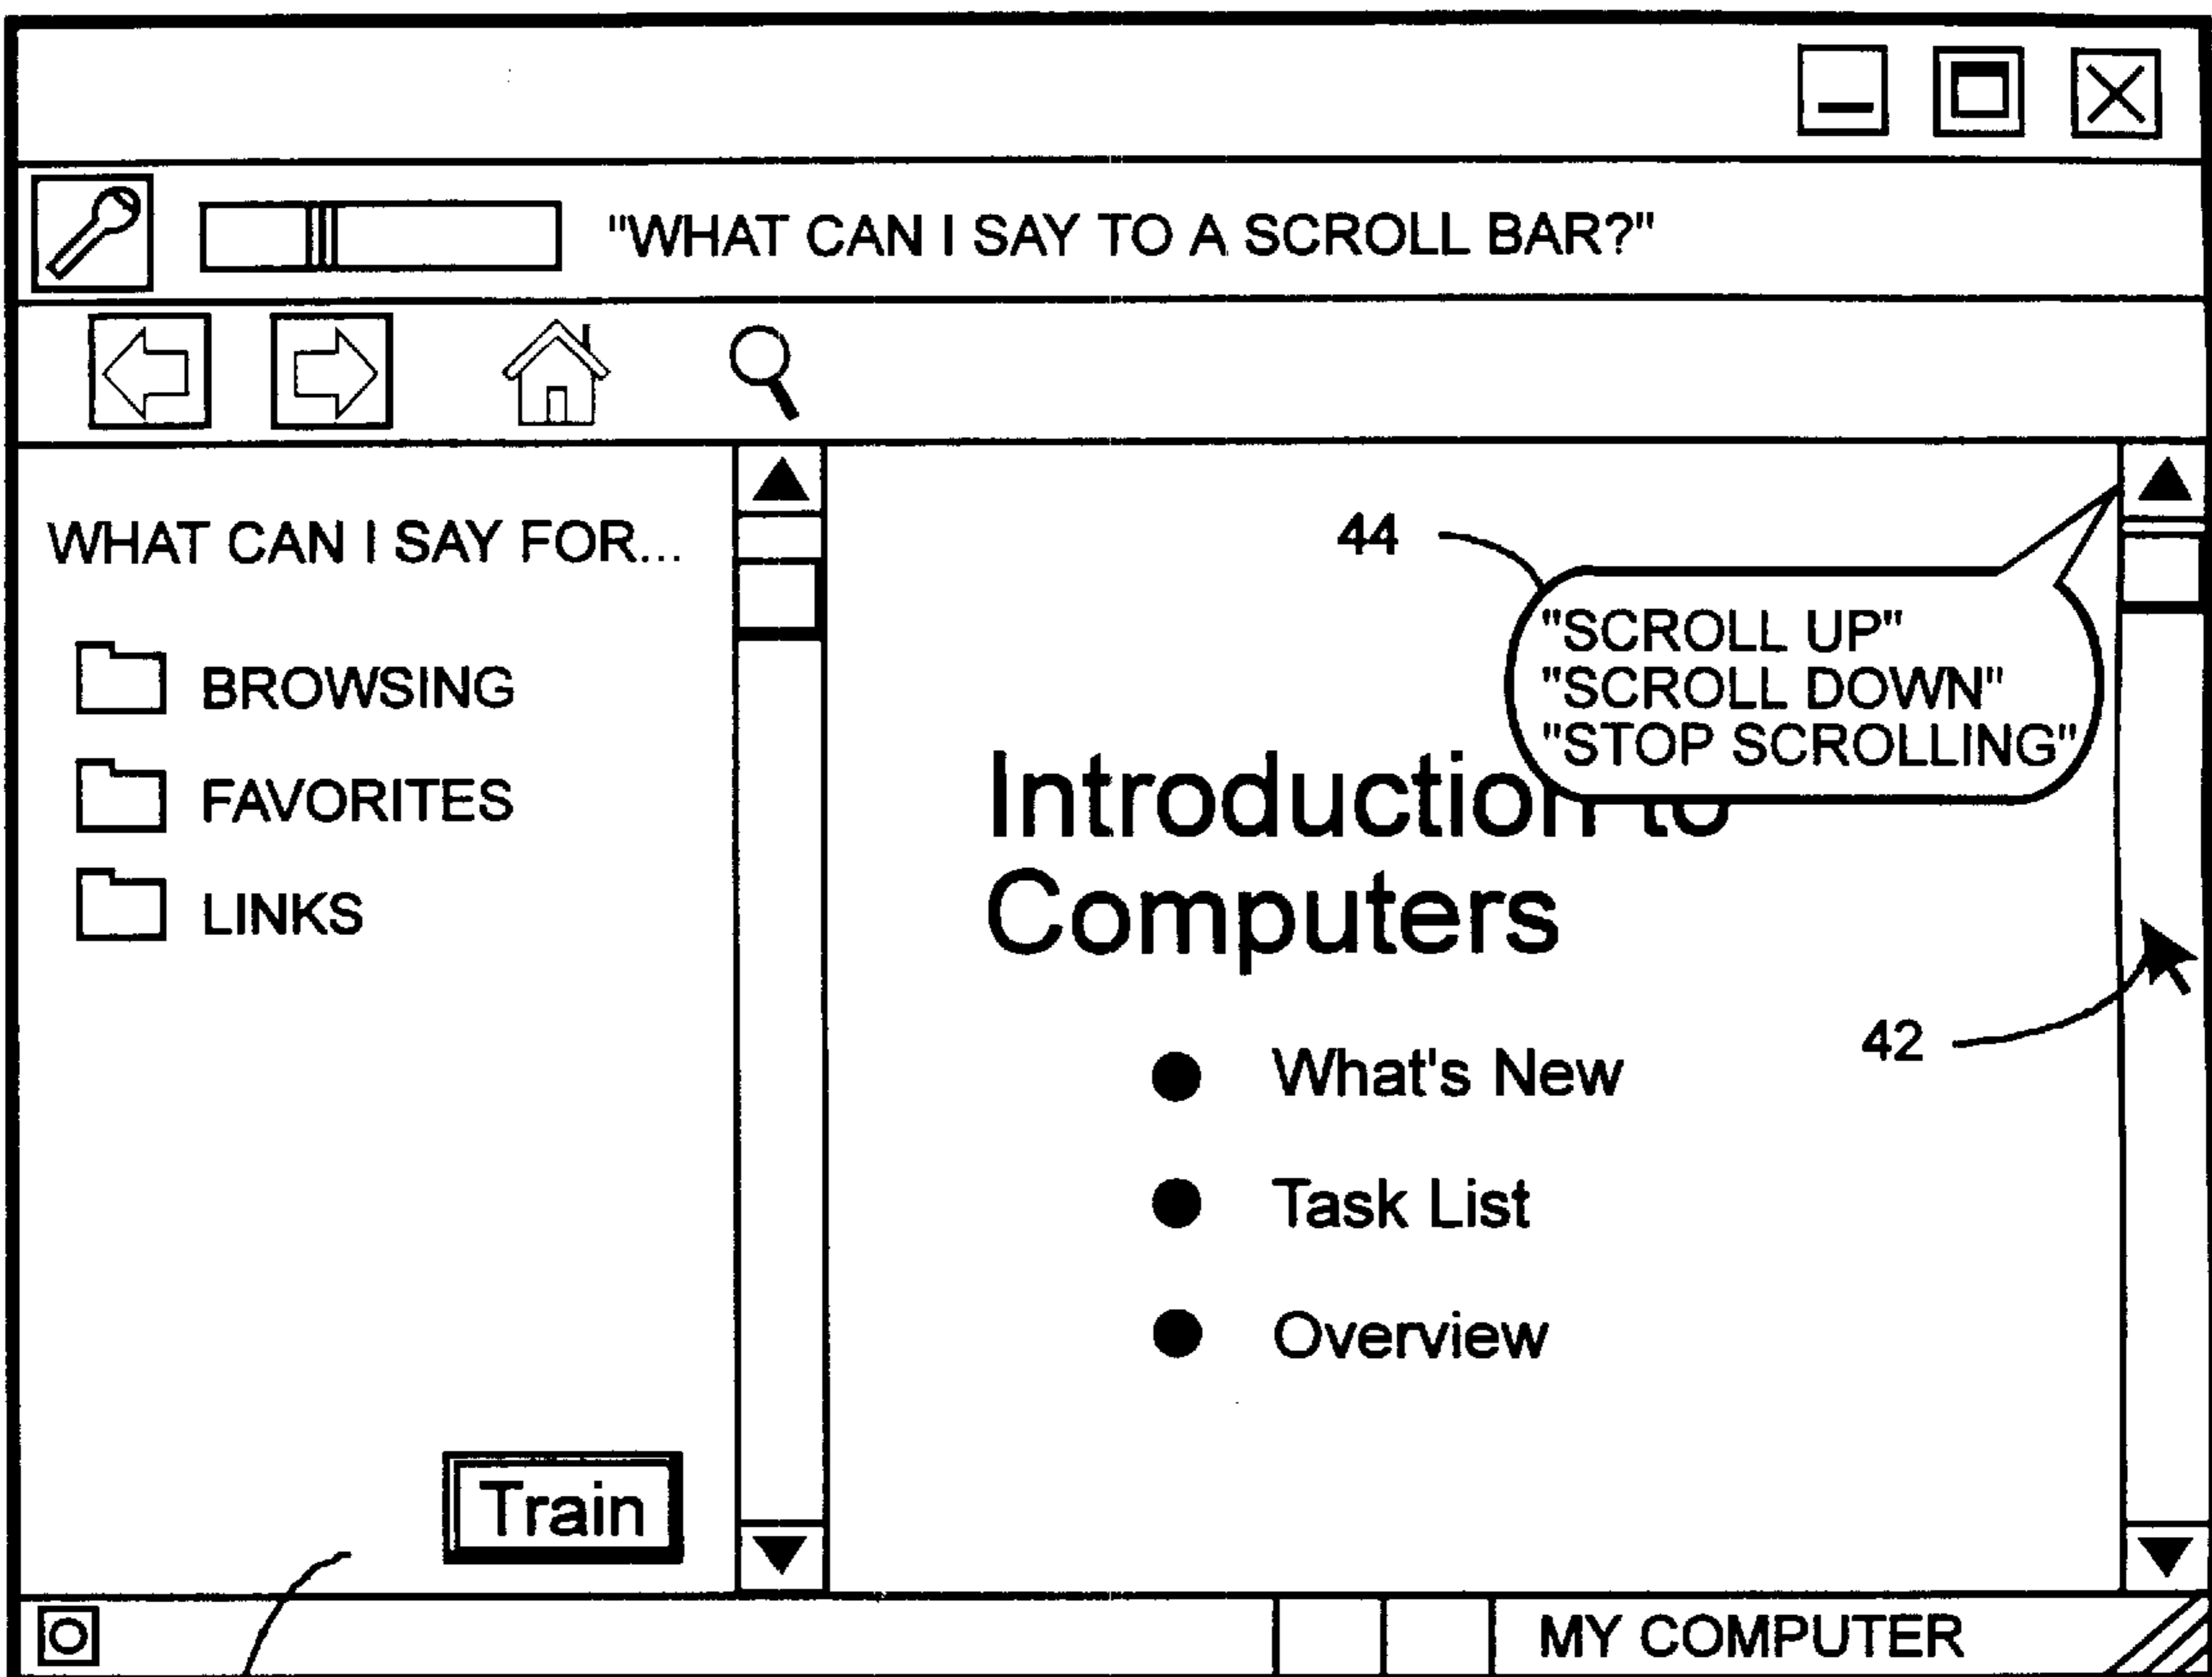 "WHAT CAN I SAY TO A SCROLL BAR?"
WHAT CAN I SAY FOR...
BROWSING
FAVORITES
LINKS
Train
44
"SCROLL UP"
"SCROLL DOWN"
"STOP SCROLLING"
Introduction to
Computers
42
What's New
Task List
Overview
MY COMPUTER